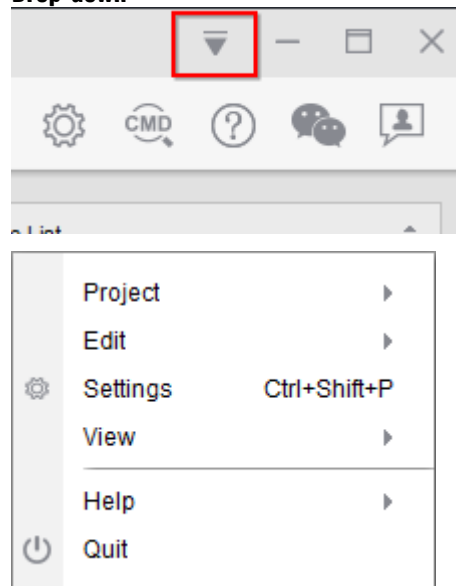 Drop-down
CMD
Project
Edit
Settings Ctrl+Shift+P
View
Help
Quit